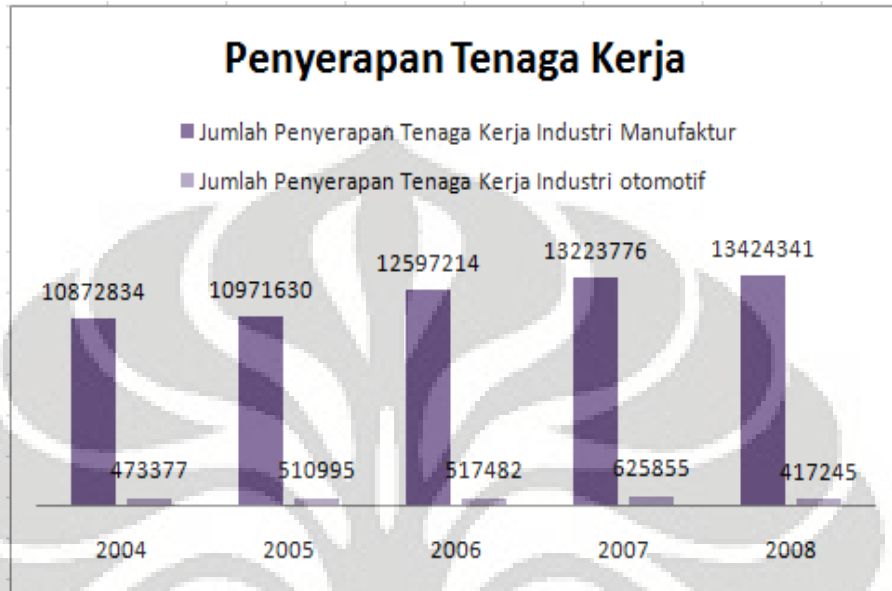 Penyerapan Tenaga Kerja
Jumlah Penyerapan Tenaga Kerja Industri Manufaktur
Jumlah Penyerapan Tenaga Kerja Industri otomotif
10872834 10971630 12597214 13223776 13424341
473377 510995 517482 625855 417245
2004 2005 2006 2007 2008